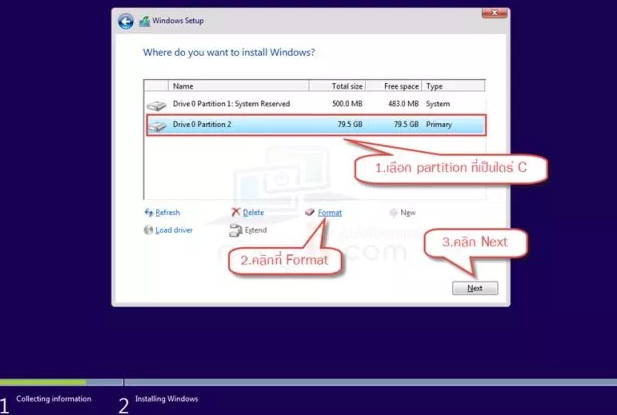 Windows Setup
Where do you want to install Windows?
Name Total size Free space Type
Drive 0 Partition 1: System Reserved 500.0 MB 483.0 MB System
Drive 0 Partition 2 79.5 GB 79.5 GB Primary
1.เลือก partition ที่เป็นไดร์ C
Refresh Delete Format New
Load driver Extend
2.คลิกที่ Format
3.คลิก Next
.com
Next
1 Collecting information 2 Installing Windows